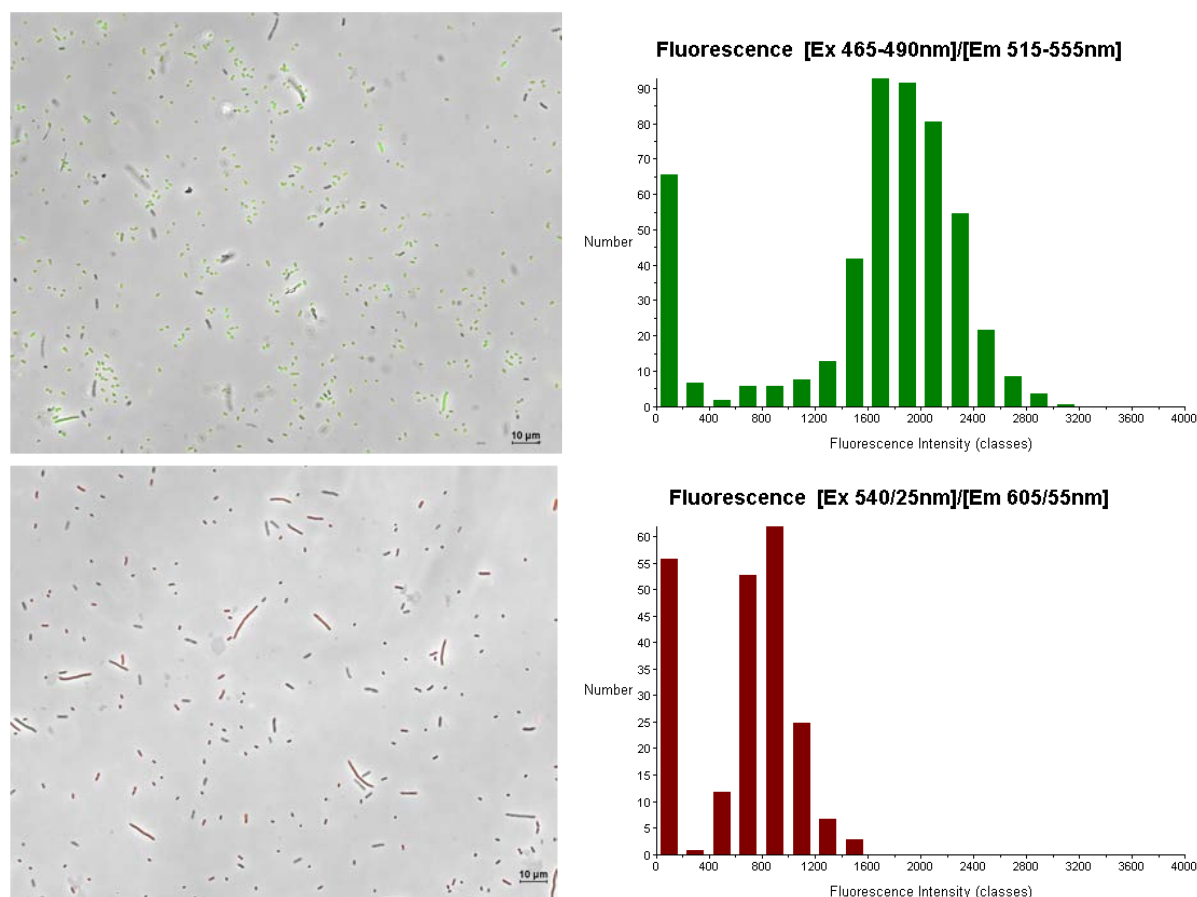 Fluorescence [Ex 465-490nm]/[Em 515-555nm]
90
80
70
60
50
40
30
20
10
0
Number
0 400 800 1200 1600 2000 2400 2800 3200 3600 4000
Fluorescence Intensity (classes)
10 µm
Fluorescence [Ex 540/25nm]/[Em 605/55nm]
60
55
50
45
40
35
30
25
20
15
10
5
0
Number
0 400 800 1200 1600 2000 2400 2800 3200 3600 4000
Fluorescence Intensity (classes)
10 µm